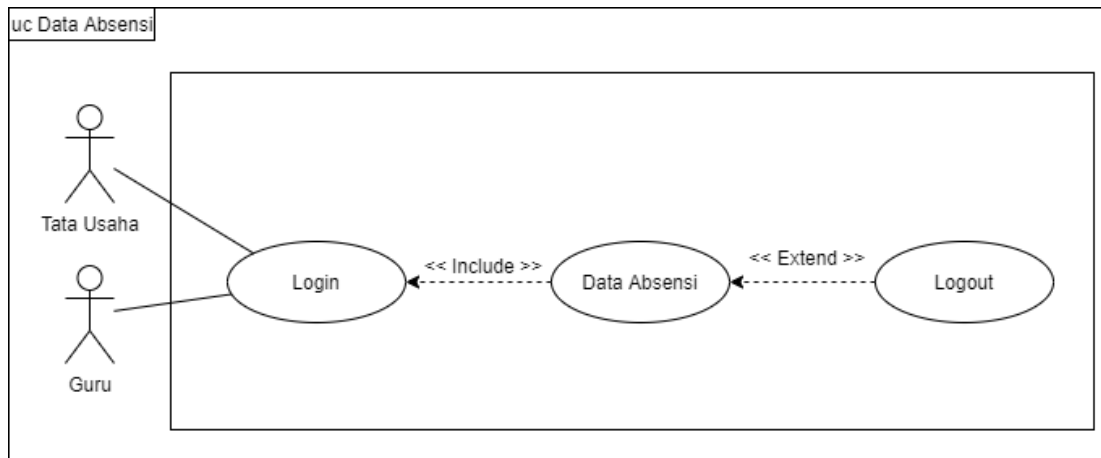 uc Data Absensi
Tata Usaha
Guru
Login
<< Include >>
Data Absensi
<< Extend >>
Logout